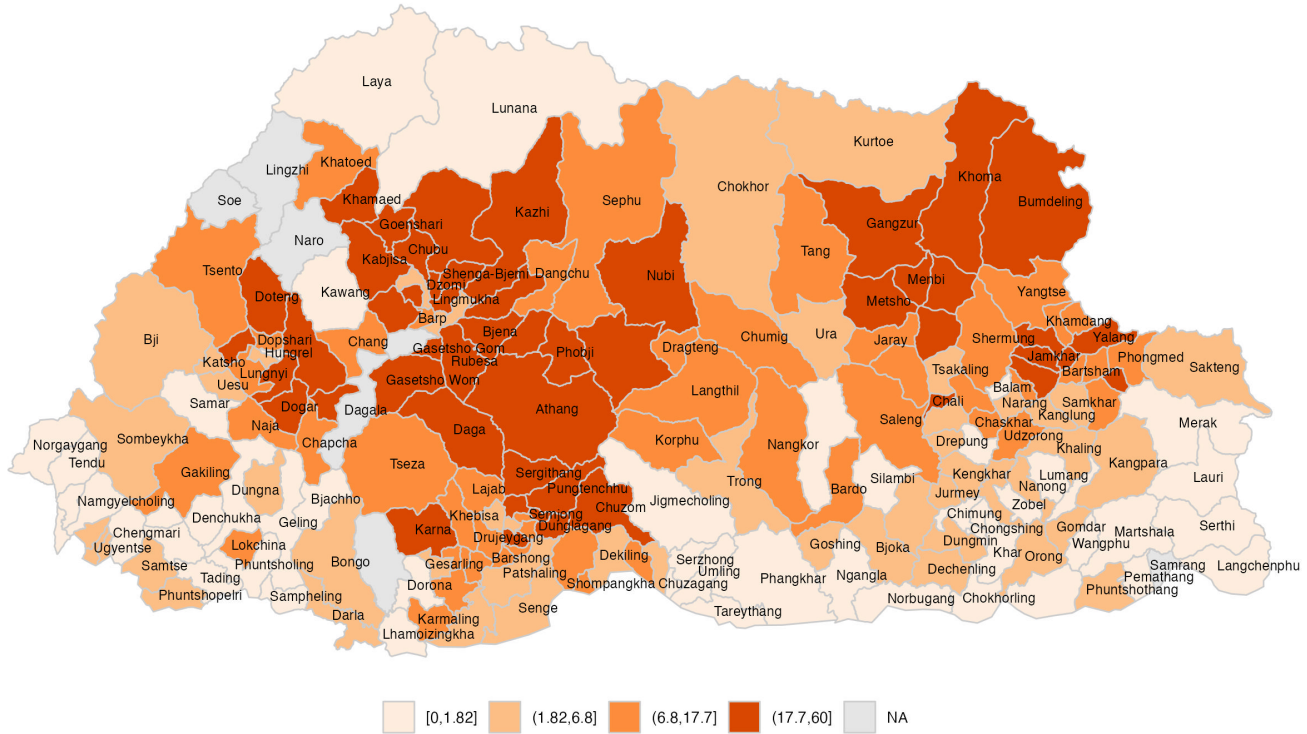 Laya
Lunana
Kurtoe
Lingzhi
Khatoed
Khoma
Chokhor
Soe
Khamaed
Sephu
Bumdeling
Kazhi
Goenshari
Gangzur
Naro
Chubu
Tang
Kabjisa
Tsento
Shenga-Bjemi
Dangchu
Nubi
Menbi
Dzomi
Kawang
Doteng
Lingmukha
Metsho
Yangtse
Barp
Khamdang
Bjena
Ura
Chumig
Yalang
Bji
Dopshari
Chang
Shermung
Jaray
Hungrel
Gasetsho Gom
Phobji
Dragteng
Jamkhar
Phongmed
Katsho
Rubesa
Tsakaling
Bartsham
Sakteng
Lungnyi
Uesu
Gasetsho Wom
Langthil
Balam
Samar
Dogar
Dagala
Athang
Chali
Narang
Samkhar
Kanglung
Naja
Saleng
Chaskhar
Merak
Daga
Udzorong
Sombeykha
Chapcha
Korphu
Nangkor
Drepung
Norgaygang
Khaling
Tendu
Tseza
Kangpara
Gakiling
Sergithang
Kengkhar
Lumang
Lauri
Dungna
Lajab
Pungtenchhu
Trong
Bardo
Silambi
Nanong
Namgyelcholing
Bjachho
Jigmecholing
Jurmey
Zobel
Denchukha
Khebisa
Semjong
Chuzom
Chimung
Geling
Karna
Dunglagang
Chongshing
Gomdar
Serthi
Chengmari
Drujeygang
Dungmin
Wangphu
Martshala
Ugyentse
Lokchina
Goshing
Bjoka
Khar
Orong
Samtse
Phuntsholing
Bongo
Gesarling
Barshong
Dekiling
Serzhong
Umling
Dechenling
Samrang
Langchenphu
Tading
Patshaling
Phangkhar
Ngangla
Pemathang
Phuntshopelri
Sampheling
Dorona
Shompangkha
Chuzagang
Norbugang
Chokhorling
Phuntshothang
Darla
Karmaling
Senge
Tareythang
Lhamoizingkha
[0,1.82]
(1.82,6.8]
(6.8,17.7]
(17.7,60]
NA